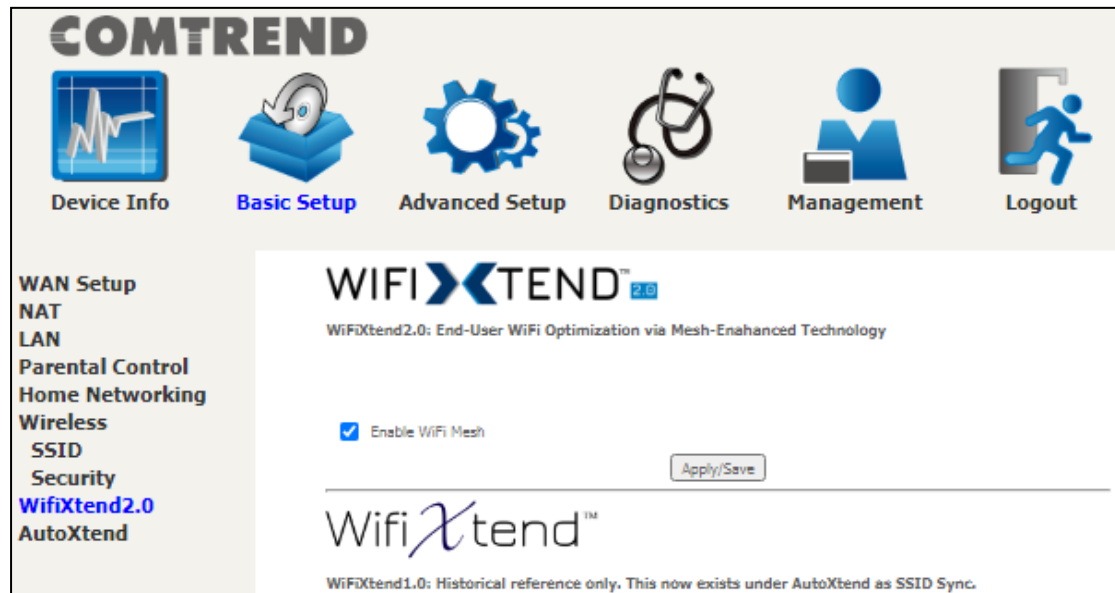 COMTREND
Device Info Basic Setup Advanced Setup Diagnostics Management Logout
WAN Setup
NAT
LAN
Parental Control
Home Networking
Wireless
SSID
Security
WifiXtend2.0
AutoXtend
WIFIXTEND™ 2.0
WiFiXtend2.0: End-User WiFi Optimization via Mesh-Enahanced Technology
Enable WiFi Mesh
Apply/Save
WifiXtend™
WiFiXtend1.0: Historical reference only. This now exists under AutoXtend as SSID Sync.